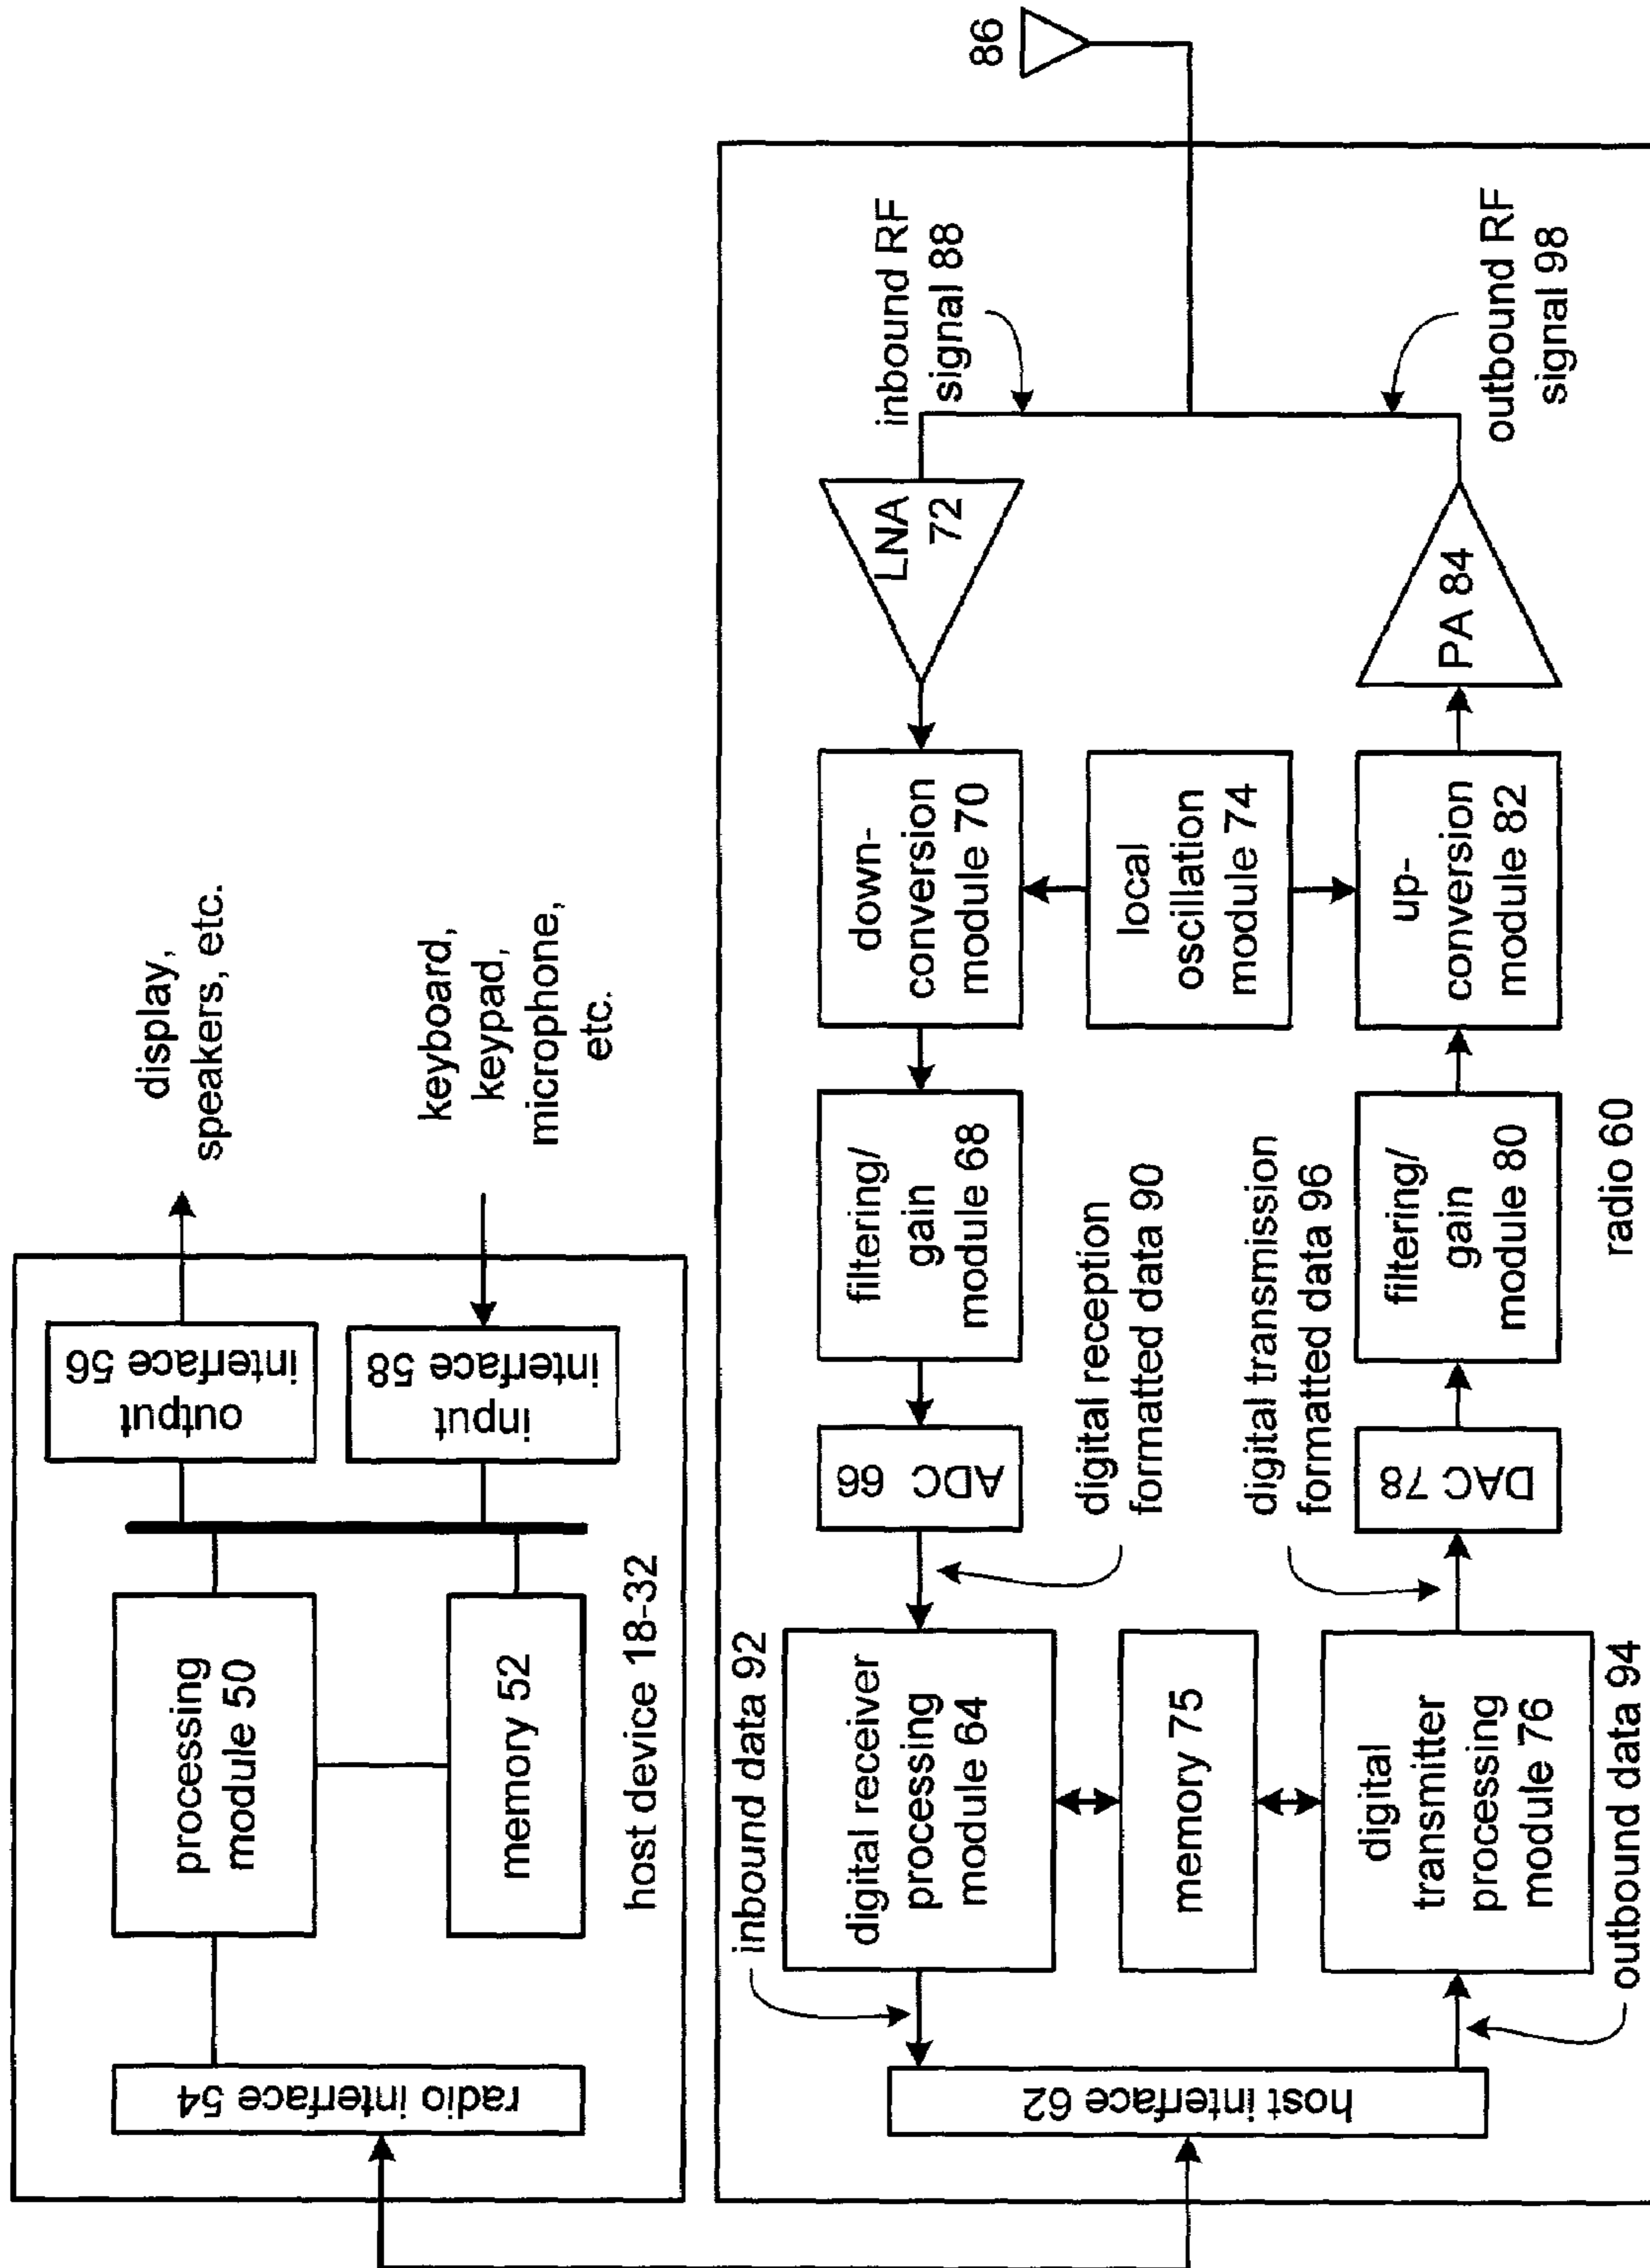 radio interface 54
processing
module 50
memory 52
output
interface 56
input
interface 58
display,
speakers, etc.
keyboard,
keypad,
microphone,
etc.
host device 18-32
host interface 62
inbound data 92
digital receiver
processing
module 64
memory 75
digital
transmitter
processing
module 76
outbound data 94
ADC 66
digital reception
formatted data 90
digital transmission
formatted data 96
DAC 78
filtering/
gain
module 68
filtering/
gain
module 80
radio 60
down-
conversion
module 70
local
oscillation
module 74
up-
conversion
module 82
LNA
72
PA 84
inbound RF
signal 88
outbound RF
signal 98
86